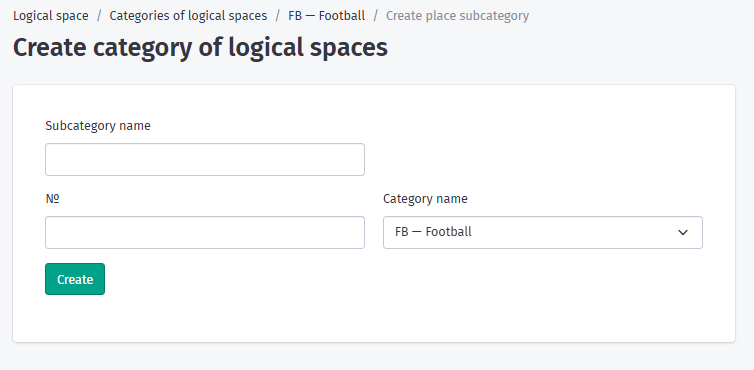 Logical space / Categories of logical spaces / FB — Football / Create place subcategory
Create category of logical spaces
Subcategory name
№ Category name
FB — Football
Create